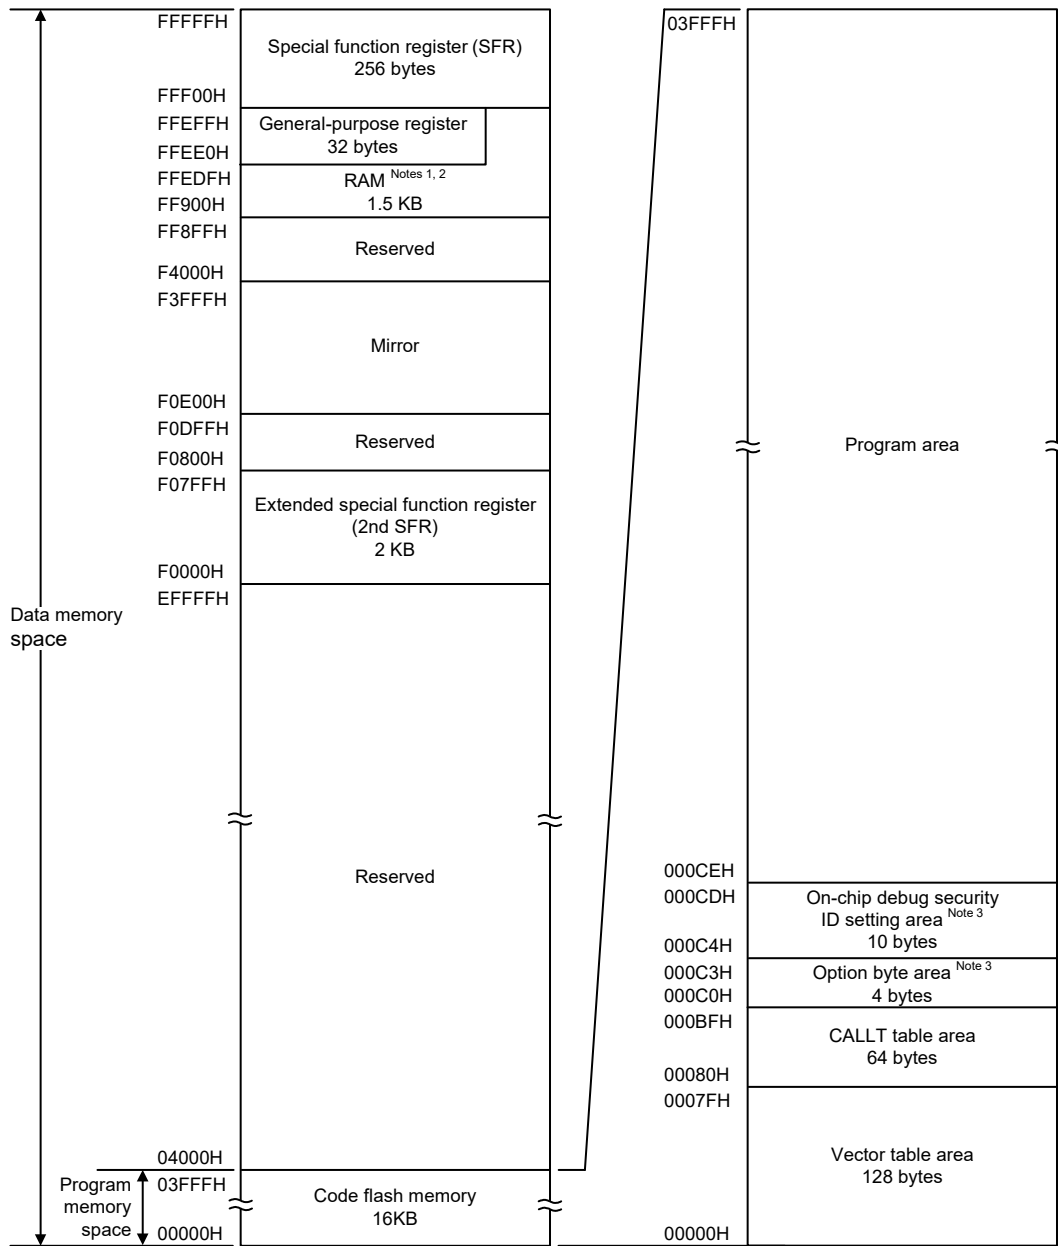 FFFFFH
Special function register (SFR)
256 bytes
FFF00H
FFEFFH
General-purpose register
32 bytes
FFEE0H
FFEDFH
RAM Notes 1, 2
1.5 KB
FF900H
FF8FFH
Reserved
F4000H
F3FFFH
Mirror
F0E00H
F0DFFH
Reserved
F0800H
F07FFH
Extended special function register
(2nd SFR)
2 KB
F0000H
EFFFFH
Data memory
space
Reserved
04000H
Program
memory
space
03FFFH
Code flash memory
16KB
00000H
03FFFH
Program area
000CEH
000CDH
On-chip debug security
ID setting area Note 3
10 bytes
000C4H
000C3H
Option byte area Note 3
4 bytes
000C0H
000BFH
CALLT table area
64 bytes
00080H
0007FH
Vector table area
128 bytes
00000H